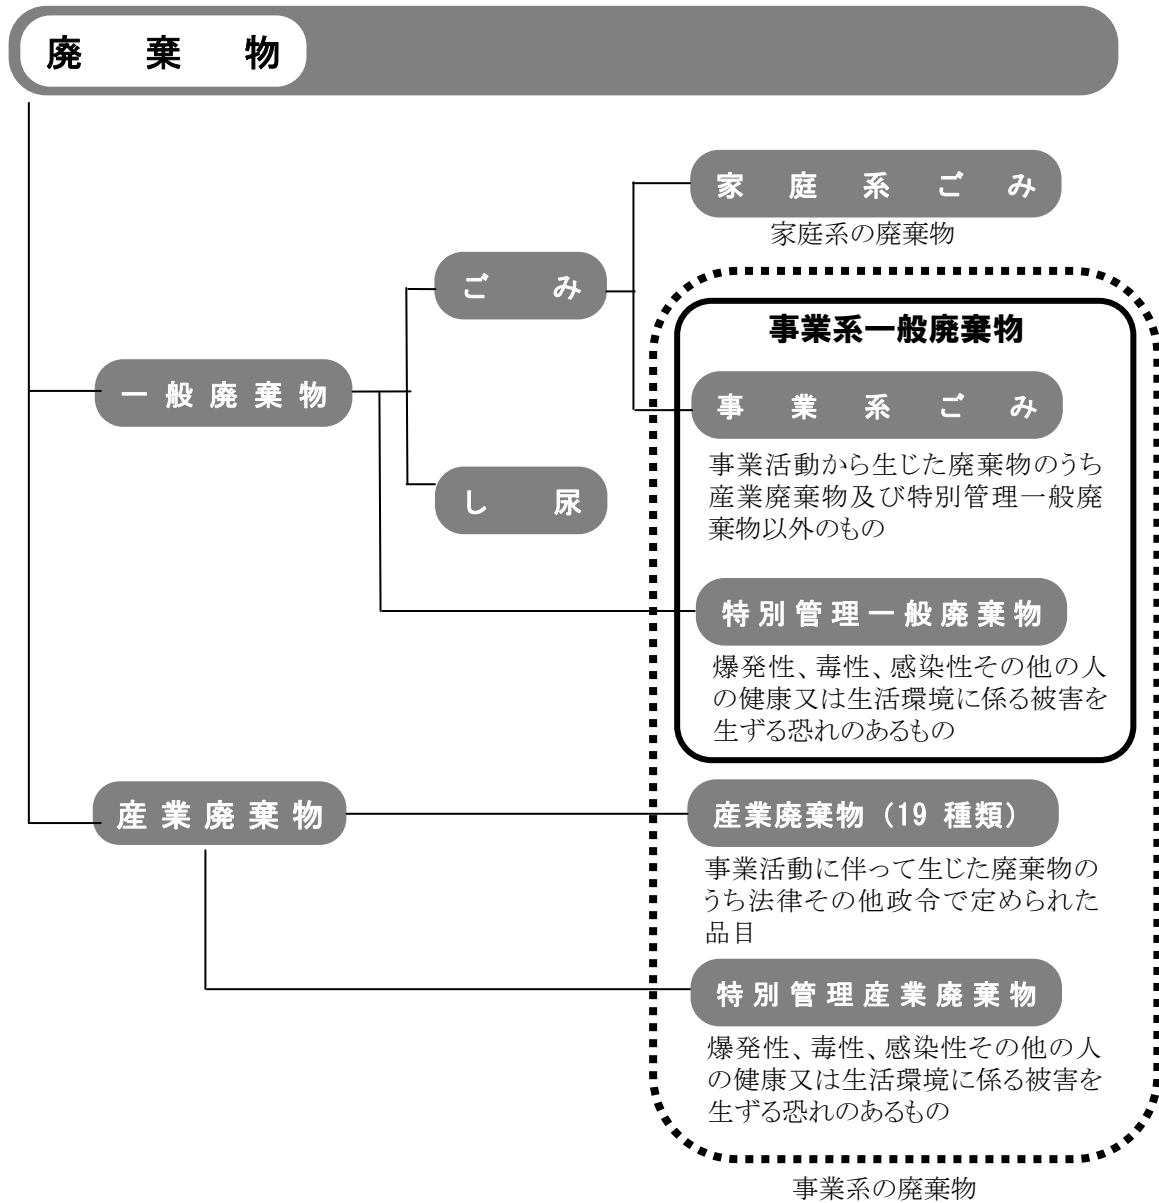 廃棄物
家庭系ごみ
家庭系の廃棄物
ごみ
事業系一般廃棄物
一般廃棄物
事業系ごみ
事業活動から生じた廃棄物のうち
産業廃棄物及び特別管理一般廃
棄物以外のもの
し尿
特別管理一般廃棄物
爆発性、毒性、感染性その他の人
の健康又は生活環境に係る被害を
生ずる恐れのあるもの
産業廃棄物
産業廃棄物（19 種類）
事業活動に伴って生じた廃棄物の
うち法律その他政令で定められた
品目
特別管理産業廃棄物
爆発性、毒性、感染性その他の人
の健康又は生活環境に係る被害を
生ずる恐れのあるもの
事業系の廃棄物